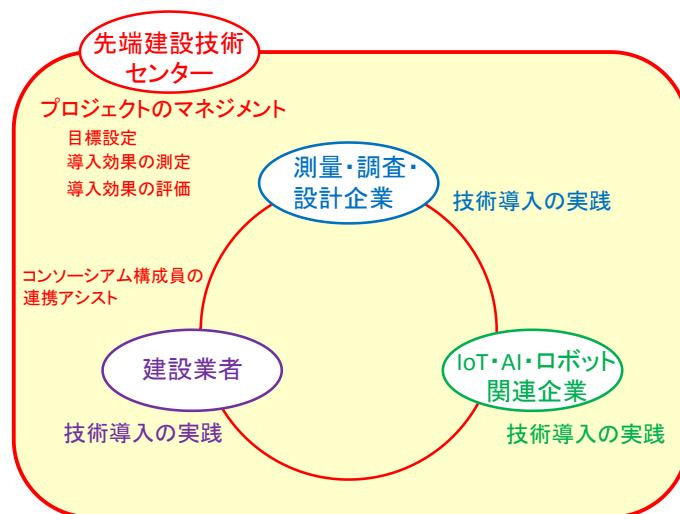 先端建設技術
センター
プロジェクトのマネジメント
目標設定
導入効果の測定
導入効果の評価
測量・調査・
設計企業
技術導入の実践
コンソーシアム構成員の
連携アシスト
建設業者
技術導入の実践
IoT・AI・ロボット
関連企業
技術導入の実践